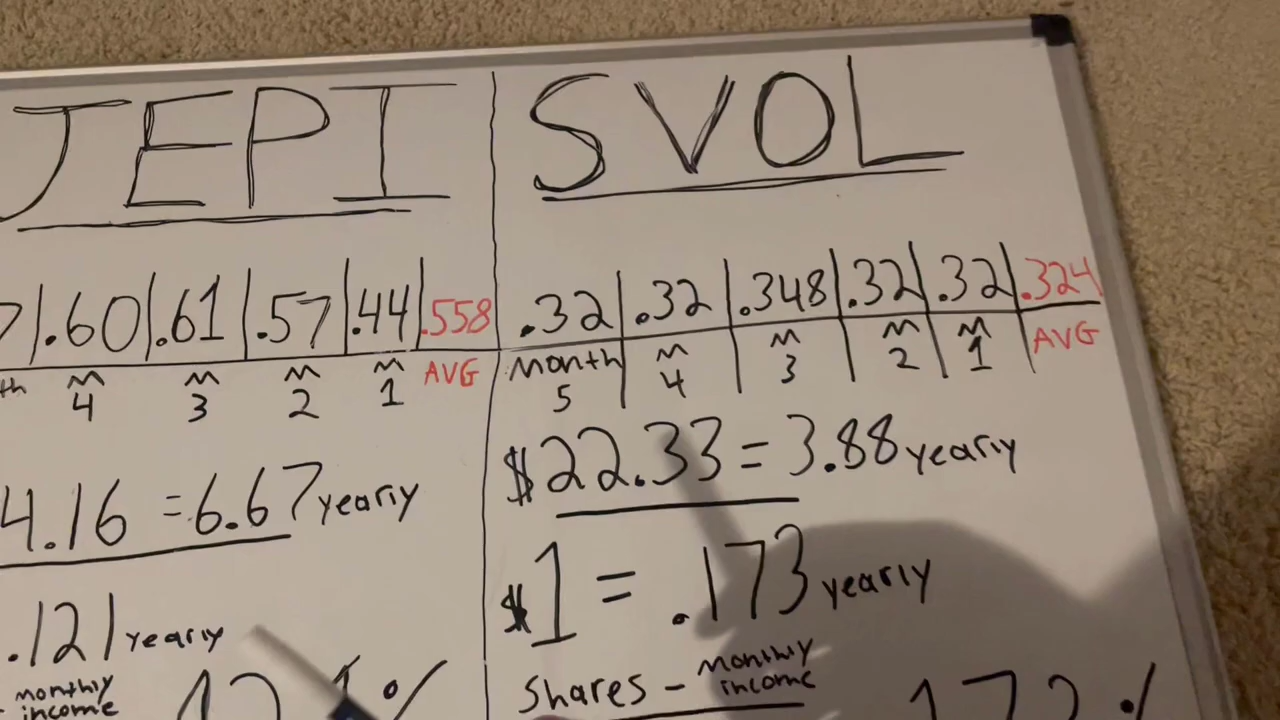 JEPI
.60 .61 .57 .44 .558
th M 4 M 3 M 2 M 1 AVG
4.16 = 6.67 yearly
.121 yearly
monthly
income
SVOL
.32 .32 .348 .32 .32 .324
Month 5 M 4 M 3 M 2 M 1 AVG
$22.33 = 3.88 yearly
$1 = .173 yearly
Shares - monthly income